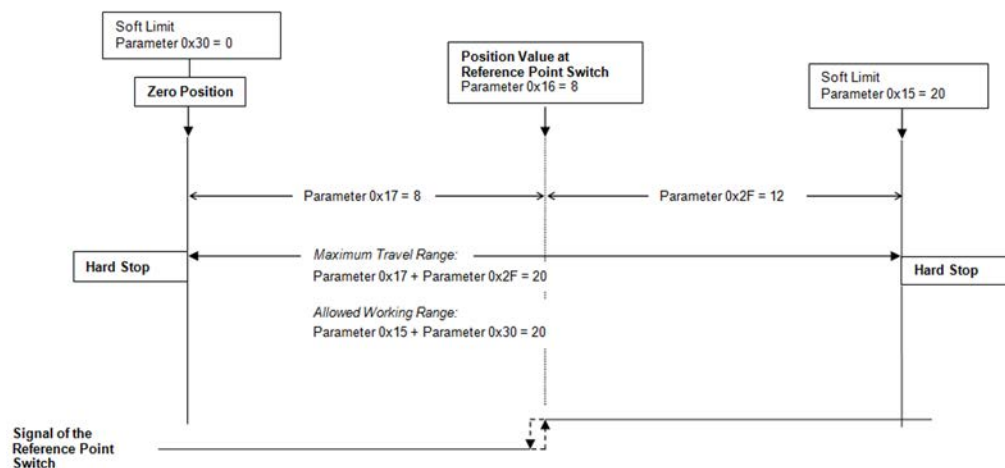 Soft Limit
Parameter 0x30 = 0
Zero Position
Position Value at
Reference Point Switch
Parameter 0x16 = 8
Soft Limit
Parameter 0x15 = 20
Parameter 0x17 = 8
Parameter 0x2F = 12
Hard Stop
Maximum Travel Range:
Parameter 0x17 + Parameter 0x2F = 20
Hard Stop
Allowed Working Range:
Parameter 0x15 + Parameter 0x30 = 20
Signal of the
Reference Point
Switch